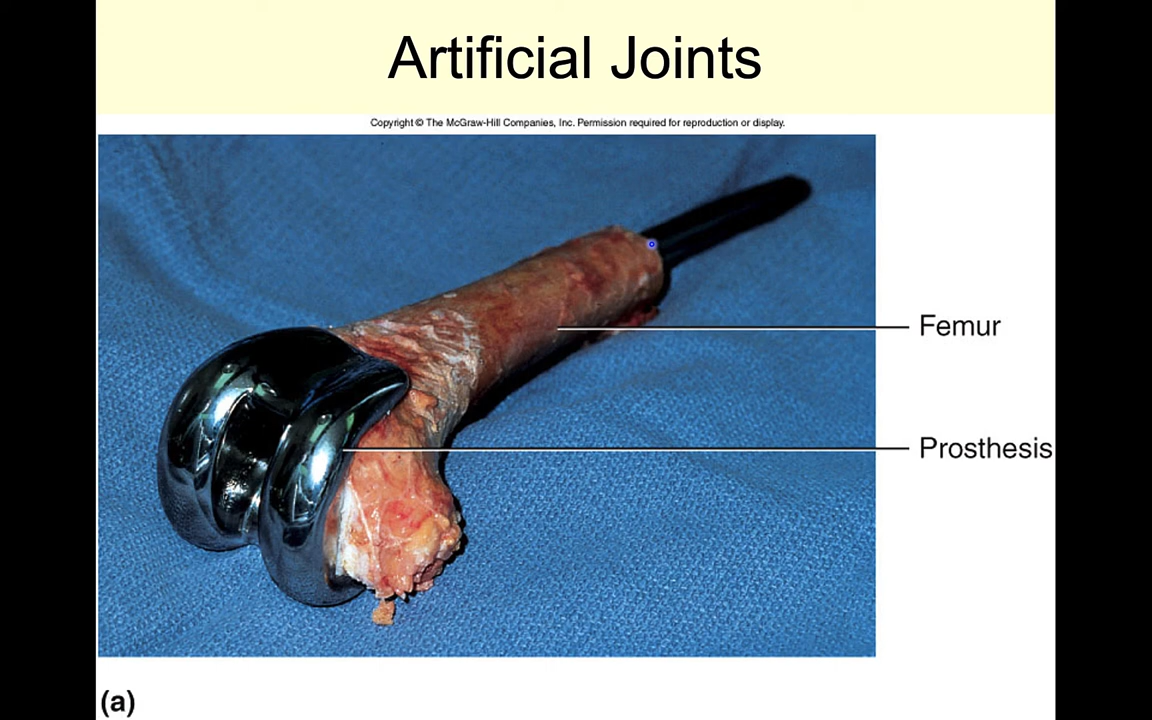 Artificial Joints
Copyright © The McGraw-Hill Companies, Inc. Permission required for reproduction or display.
Femur
Prosthesis
(a)